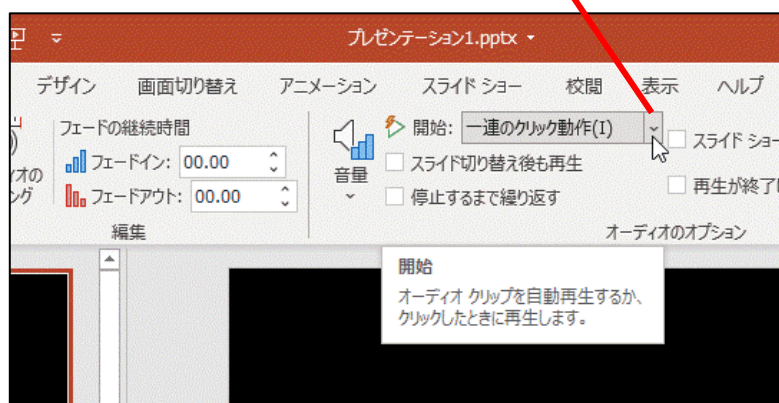 プレゼンテーション1.pptx
デザイン 画面切り替え アニメーション スライド ショー 校閲 表示 ヘルプ
フェードの継続時間
フェードイン: 00.00
フェードアウト: 00.00
編集
音量
開始: 一連のクリック動作(I)
スライド切り替え後も再生
停止するまで繰り返す
スライド ショー
再生が終了
オーディオのオプション
開始
オーディオ クリップを自動再生するか、
クリックしたときに再生します。